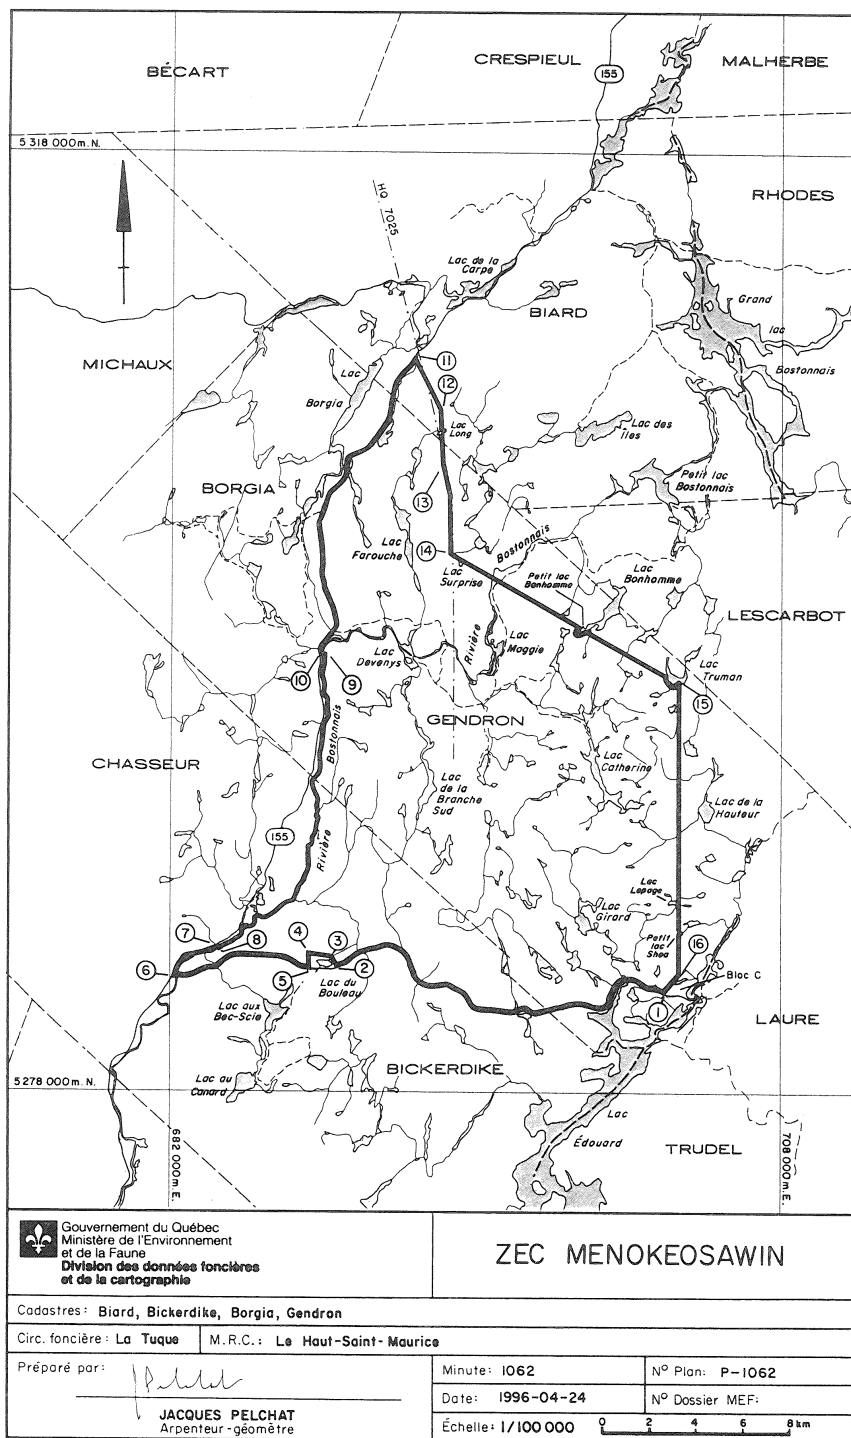 BÉCART
CRESPIEUL
155
MALHERBE
5 318 000 m. N.
RHODES
HQ 7025
Lac de la
Carpe
BIARD
Grand
lac
Bostonnais
MICHAUX
11
Lac
Borgia
12
Lac
Long
Lac des
Îles
BORGIA
Petit lac
Bostonnais
13
Lac
Farouche
14
Bostonnais
Lac
Surprise
Petit lac
Bonhomme
Lac
Bonhomme
LESCARBOT
Lac
Devenys
Rivière
Lac
Maggie
Lac
Truman
10
9
15
GENDRON
Bostonnais
CHASSEUR
Lac
Catherine
Lac
de la
Branche
Sud
Lac de la
Hauteur
155
Rivière
Lac
Lepage
Lac
Girard
Petit
lac
Shea
7
8
4
3
16
6
5
2
Bloc C
Lac du
Bouleau
1
Lac aux
Bec-Scie
LAURE
BICKERDIKE
5 278 000 m. N.
Lac au
Canard
Lac
Édouard
682 000 m. E.
TRUDEL
708 000 m. E.
Gouvernement du Québec
Ministère de l'Environnement
et de la Faune
Division des données foncières
et de la cartographie
ZEC MENOKEOSAWIN
Cadastres: Biard, Bickerdike, Borgia, Gendron
Circ. foncière: La Tuque M.R.C.: Le Haut-Saint-Maurice
Préparé par:
JACQUES PELCHAT
Arpenteur-géomètre
Minute: 1062
Nº Plan: P-1062
Date: 1996-04-24
Nº Dossier MEF:
Échelle: 1/100 000
0 2 4 6 8 km